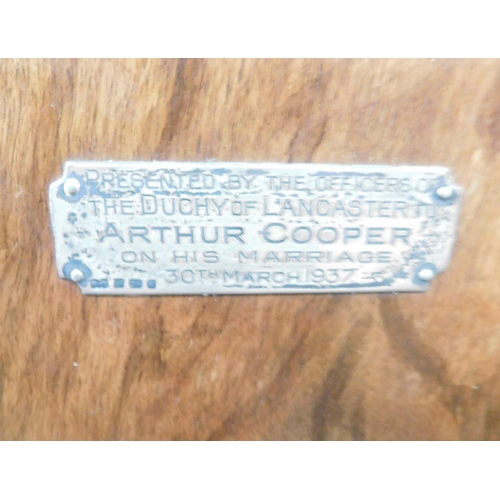 PRESENTED BY THE OFFICERS OF
THE DUCHY OF LANCASTER TO
ARTHUR COOPER
ON HIS MARRIAGE
30TH MARCH 1937